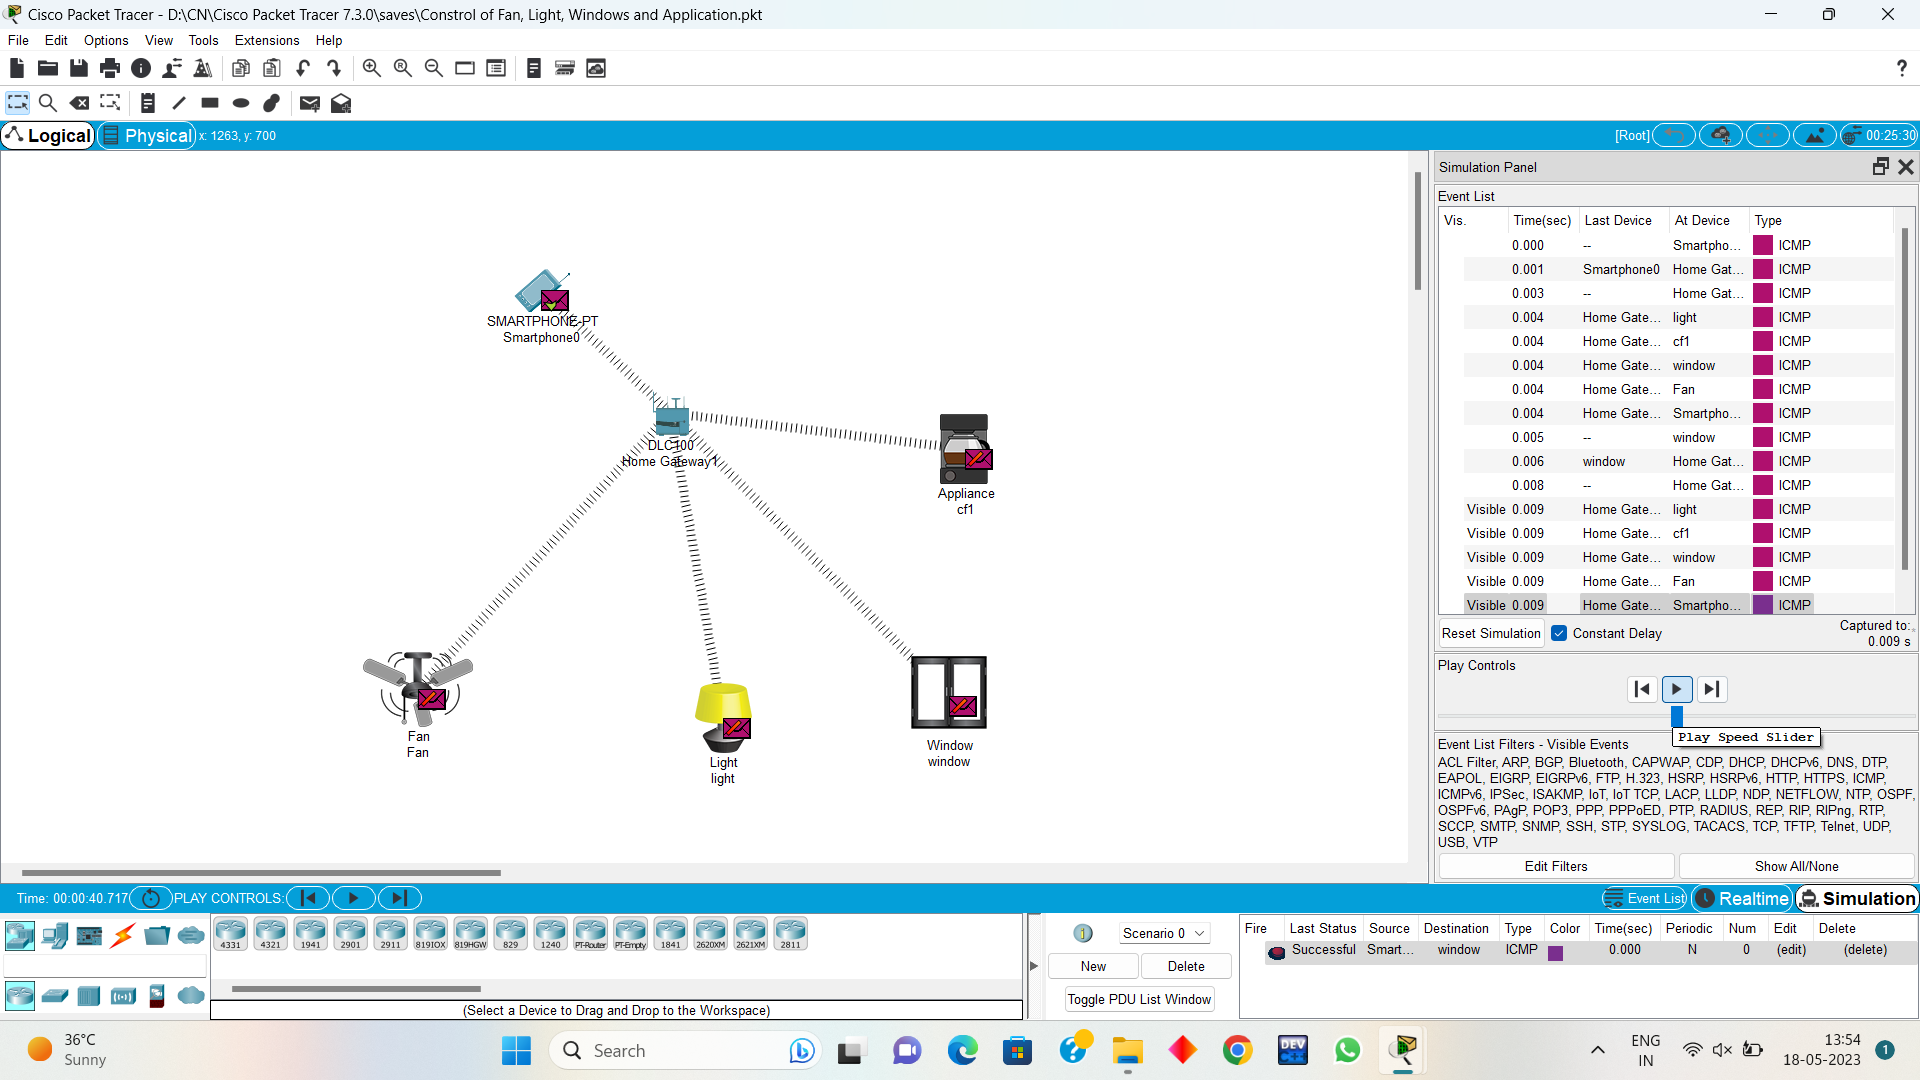 Cisco Packet Tracer - D:\CN\Cisco Packet Tracer 7.3.0\saves\Constrol of Fan, Light, Windows and Application.pkt
File Edit Options View Tools Extensions Help
?
Logical Physical x: 1263, y: 700 [Root] 00:25:30
SMARTPHONE-PT
Smartphone0
DLC100
Home Gateway1
Appliance
cf1
Fan
Fan
Light
light
Window
window
Simulation Panel
Event List
Vis. Time(sec) Last Device At Device Type
0.000 -- Smartpho... ICMP
0.001 Smartphone0 Home Gat... ICMP
0.003 -- Home Gat... ICMP
0.004 Home Gate... light ICMP
0.004 Home Gate... cf1 ICMP
0.004 Home Gate... window ICMP
0.004 Home Gate... Fan ICMP
0.004 Home Gate... Smartpho... ICMP
0.005 -- window ICMP
0.006 window Home Gat... ICMP
0.008 -- Home Gat... ICMP
Visible 0.009 Home Gate... light ICMP
Visible 0.009 Home Gate... cf1 ICMP
Visible 0.009 Home Gate... window ICMP
Visible 0.009 Home Gate... Fan ICMP
Visible 0.009 Home Gate... Smartpho... ICMP
Reset Simulation Constant Delay Captured to:
0.009 s
Play Controls
Play Speed Slider
Event List Filters - Visible Events
ACL Filter, ARP, BGP, Bluetooth, CAPWAP, CDP, DHCP, DHCPv6, DNS, DTP,
EAPOL, EIGRP, EIGRPv6, FTP, H.323, HSRP, HSRPv6, HTTP, HTTPS, ICMP,
ICMPv6, IPSec, ISAKMP, IoT, IoT TCP, LACP, LLDP, NDP, NETFLOW, NTP, OSPF,
OSPFv6, PAgP, POP3, PPP, PPPoED, PTP, RADIUS, REP, RIP, RIPng, RTP,
SCCP, SMTP, SNMP, SSH, STP, SYSLOG, TACACS, TCP, TFTP, Telnet, UDP,
USB, VTP
Edit Filters Show All/None
Time: 00:00:40.717 PLAY CONTROLS: Event List Realtime Simulation
4331 4321 1941 2901 2911 819IOX 819HGW 829 1240 PT-Router PT-Empty 1841 2620XM 2621XM 2811
(Select a Device to Drag and Drop to the Workspace)
1 Scenario 0
New Delete
Toggle PDU List Window
Fire Last Status Source Destination Type Color Time(sec) Periodic Num Edit Delete
Successful Smart... window ICMP 0.000 N 0 (edit) (delete)
36°C
Sunny
Search
DEV
C++
ENG
IN
13:54
18-05-2023
1